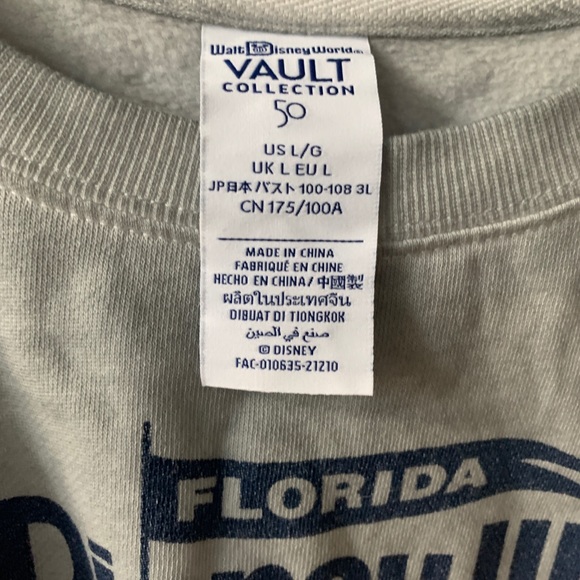 Walt Disney World®
VAULT
COLLECTION
50
US L/G
UK L EU L
JP日本 バスト 100-108 3L
CN 175/100A
MADE IN CHINA
FABRIQUÉ EN CHINE
HECHO EN CHINA/ 中國製
ผลิตในประเทศจีน
DIBUAT DI TIONGKOK
صنع في الصين
© DISNEY
FAC-010635-21210
FLORIDA